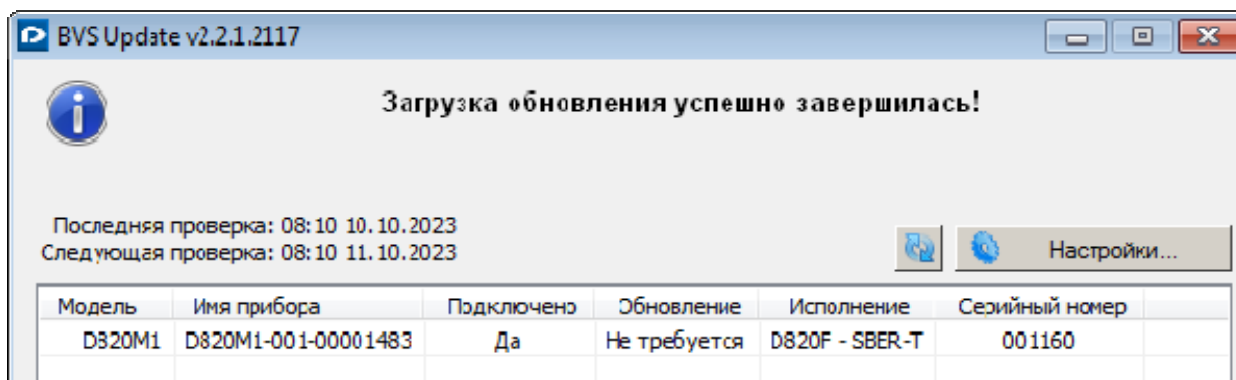 BVS Update v2.2.1.2117
Загрузка обновления успешно завершилась!
Последняя проверка: 08:10 10.10.2023
Следующая проверка: 08:10 11.10.2023
Настройки...
Модель Имя прибора Подключено Обновление Исполнение Серийный номер
D820M1 D820M1-001-00001483 Да Не требуется D820F - SBER-T 001160